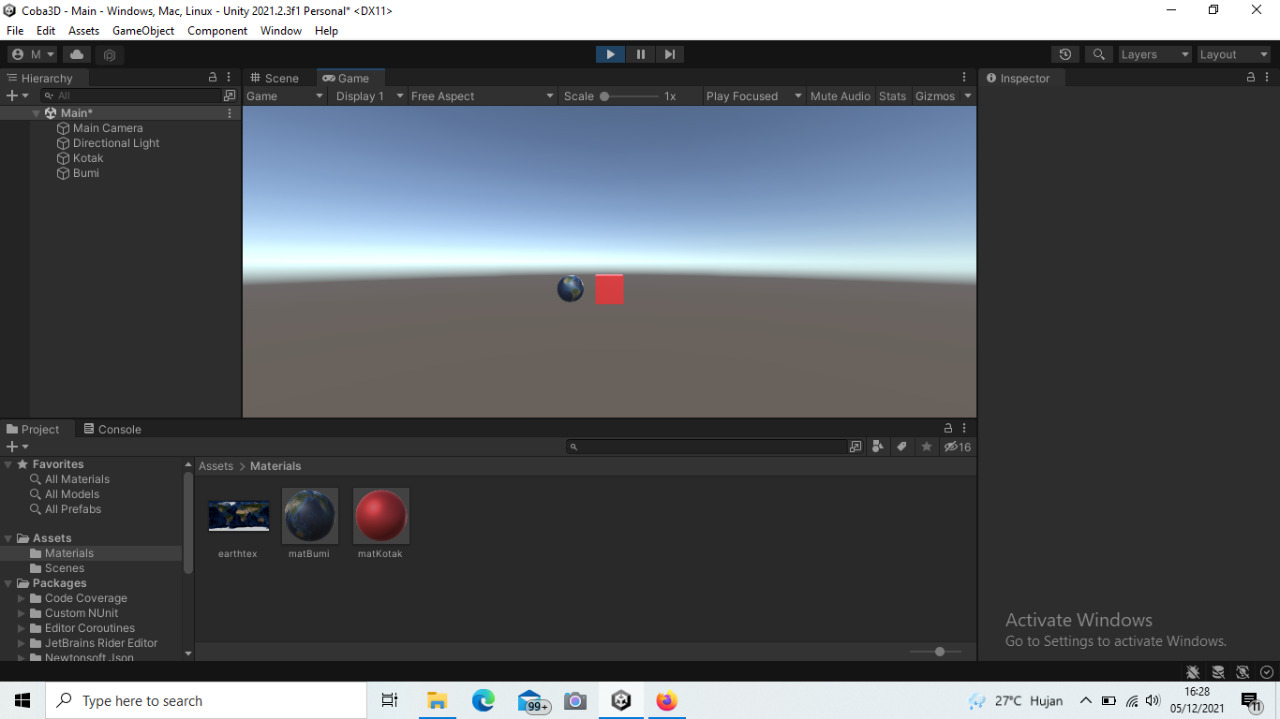 Coba3D - Main - Windows, Mac, Linux - Unity 2021.2.3f1 Personal* <DX11>
File Edit Assets GameObject Component Window Help
M Layers Layout
Hierarchy Scene Game Inspector
All Game Display 1 Free Aspect Scale 1x Play Focused Mute Audio Stats Gizmos
Main*
Main Camera
Directional Light
Kotak
Bumi
Project Console
16
Favorites
All Materials
All Models
All Prefabs
Assets
Materials
Scenes
Packages
Code Coverage
Custom NUnit
Editor Coroutines
JetBrains Rider Editor
Newtonsoft Json
Assets > Materials
earthtex matBumi matKotak
Activate Windows
Go to Settings to activate Windows.
Type here to search
99+
27°C Hujan
16:28
05/12/2021
11